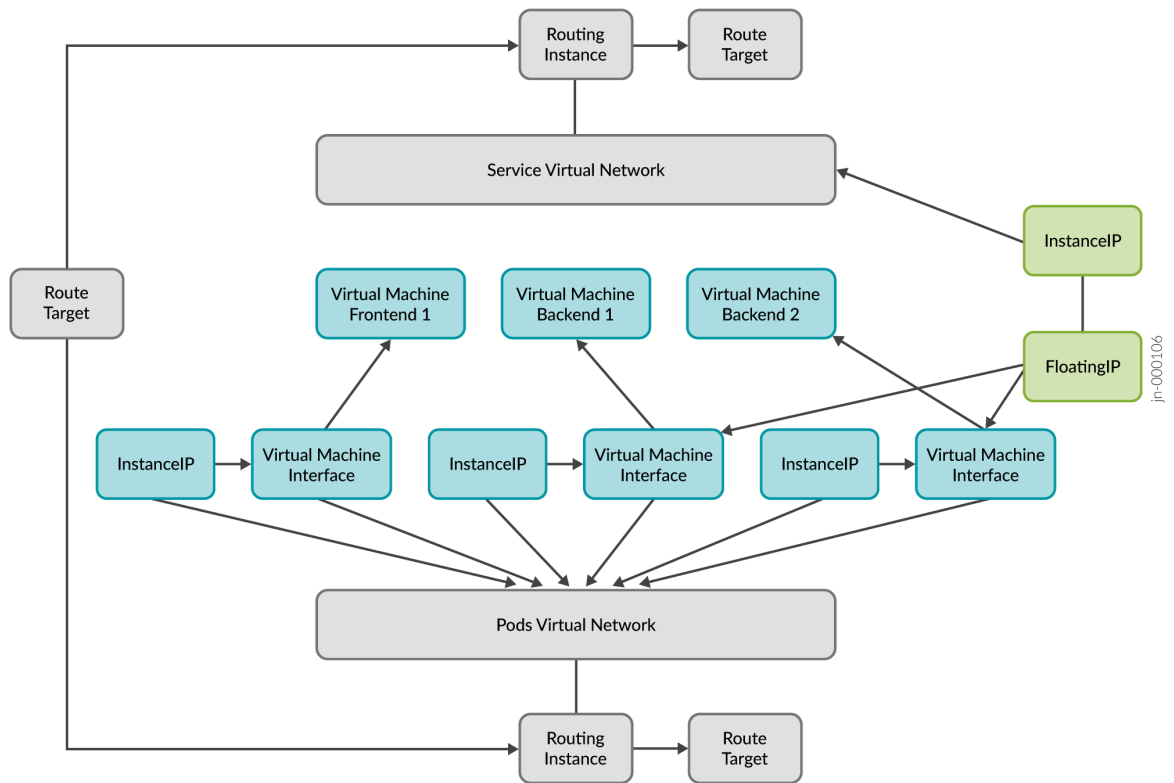 Routing
Instance
Route
Target
Service Virtual Network
InstanceIP
Route
Target
Virtual Machine
Frontend 1
Virtual Machine
Backend 1
Virtual Machine
Backend 2
FloatingIP
jn-000106
InstanceIP
Virtual Machine
Interface
InstanceIP
Virtual Machine
Interface
InstanceIP
Virtual Machine
Interface
Pods Virtual Network
Routing
Instance
Route
Target